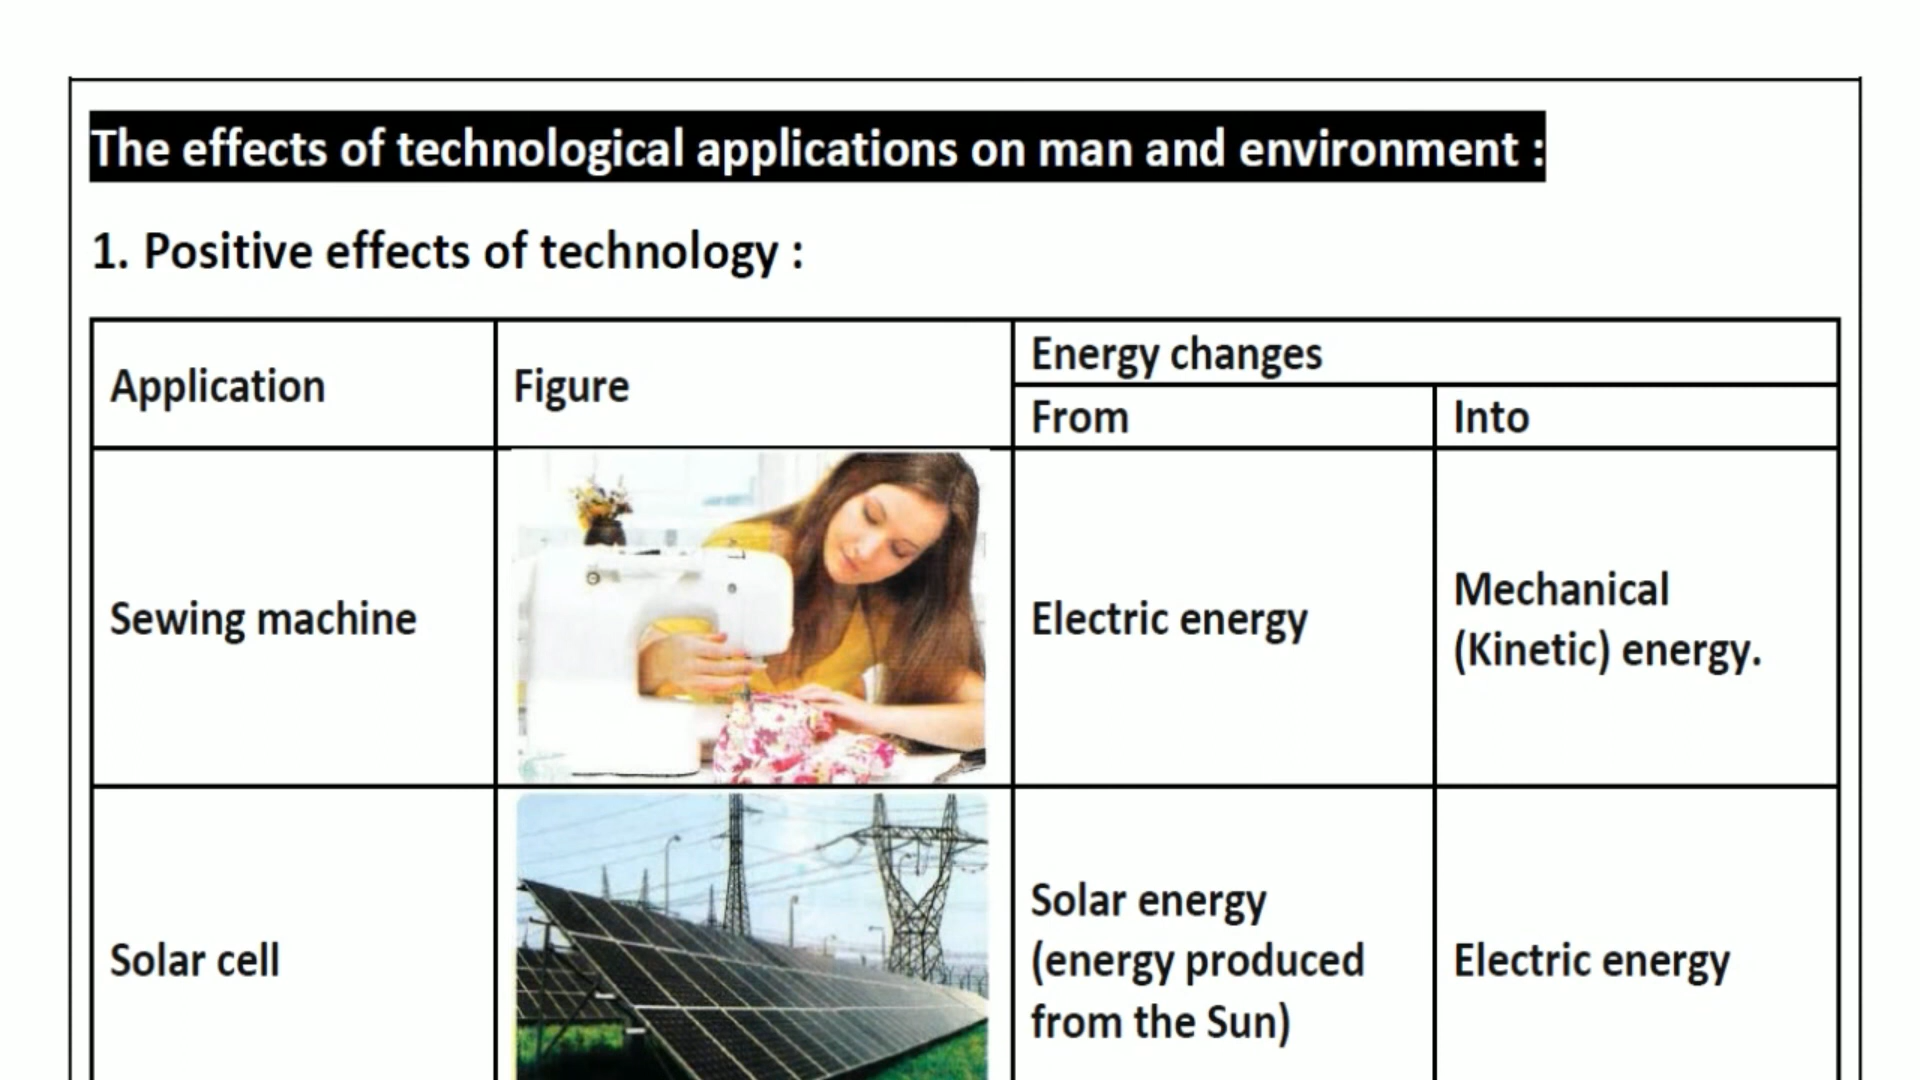 The effects of technological applications on man and environment :
1. Positive effects of technology :
Application
Figure
Energy changes
From
Into
Sewing machine
Electric energy
Mechanical
(Kinetic) energy.
Solar cell
Solar energy
(energy produced
from the Sun)
Electric energy